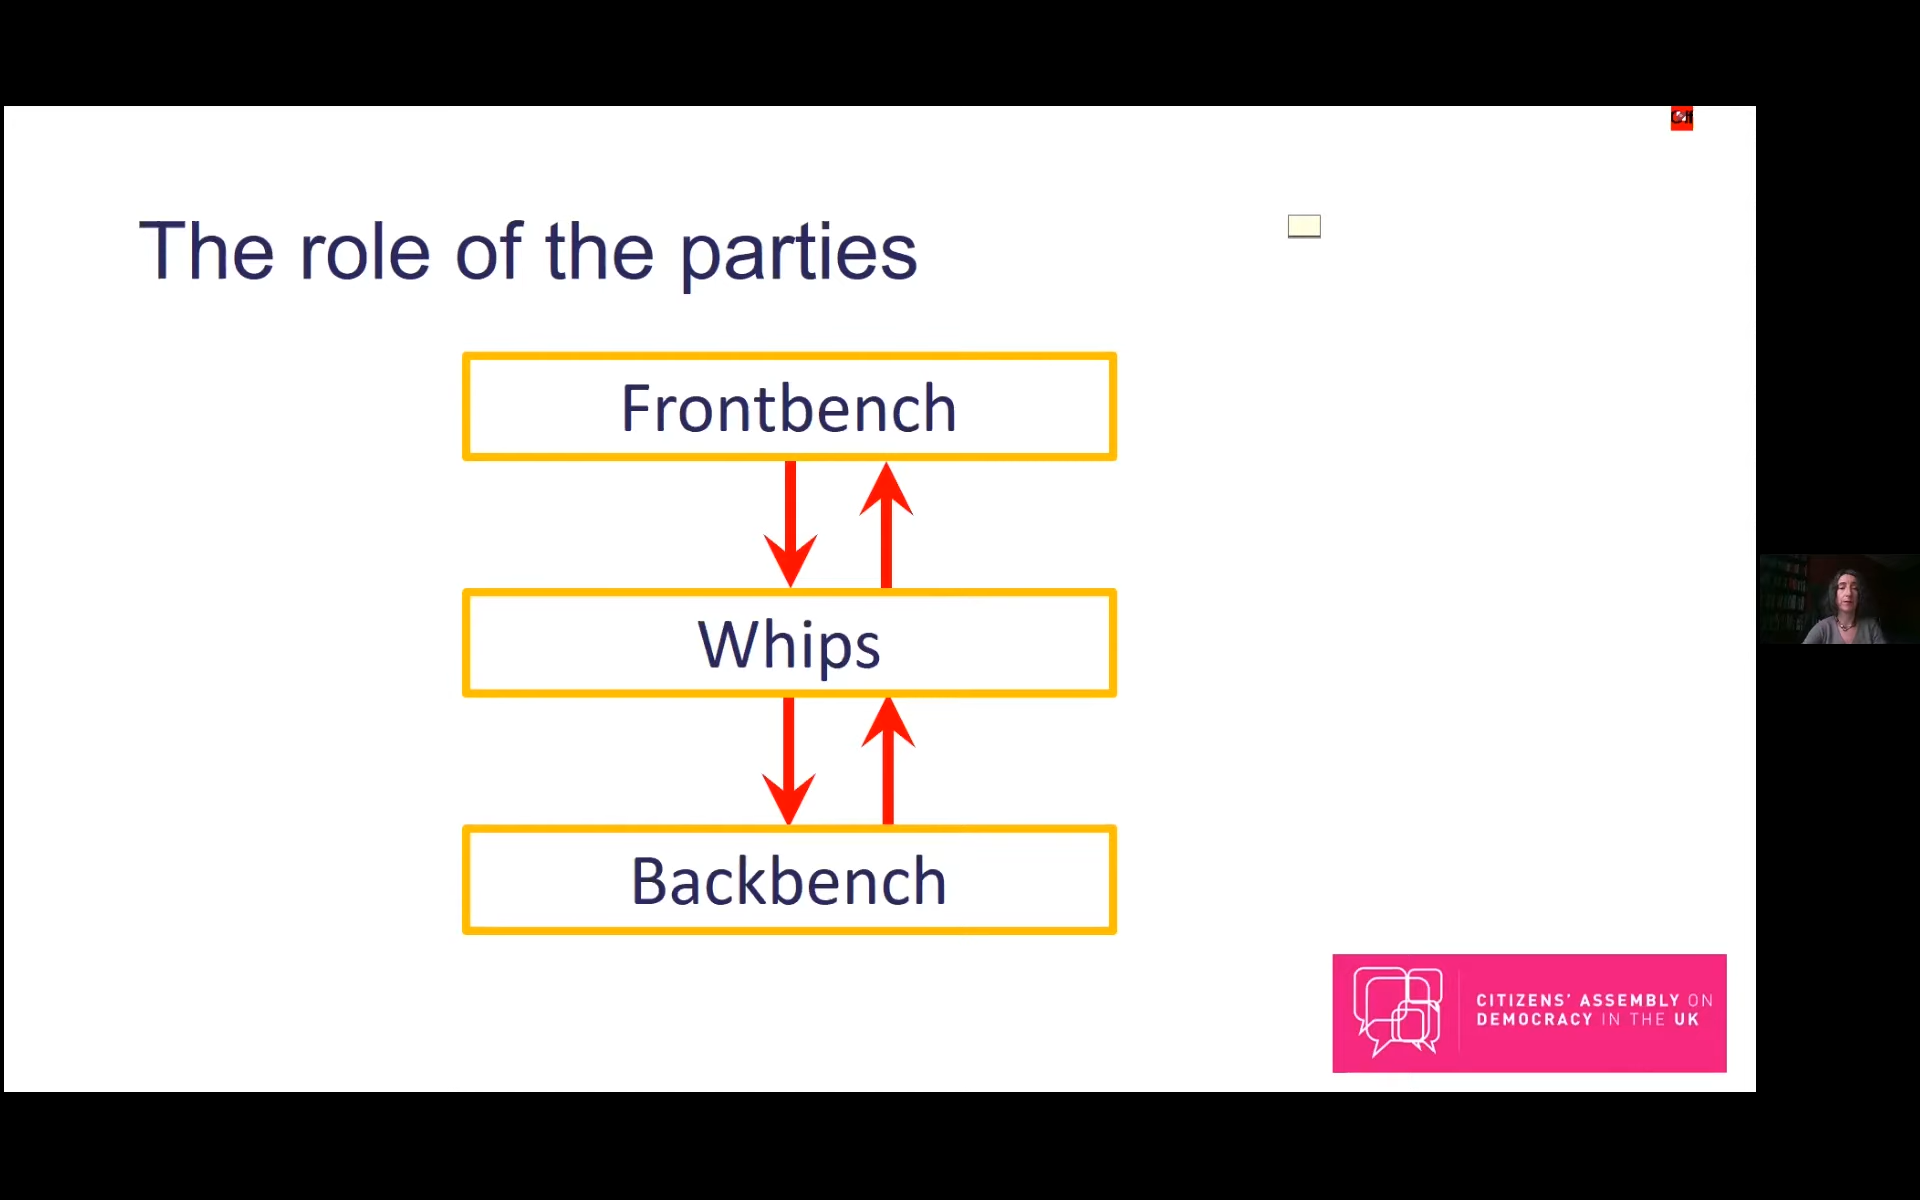 The role of the parties
Frontbench
Whips
Backbench
CITIZENS' ASSEMBLY ON
DEMOCRACY IN THE UK